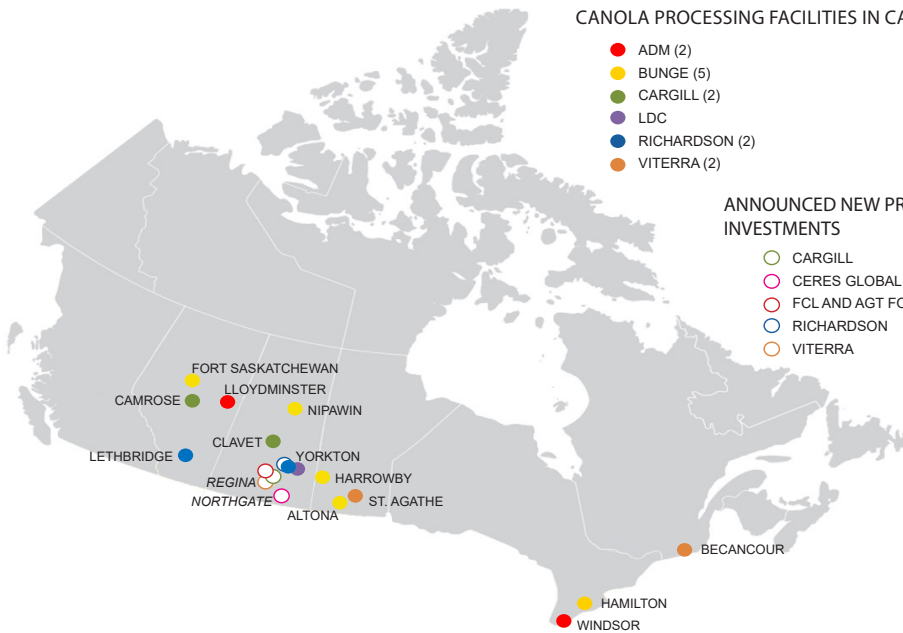 CANOLA PROCESSING FACILITIES IN CA
ADM (2)
BUNGE (5)
CARGILL (2)
LDC
RICHARDSON (2)
VITERRA (2)
ANNOUNCED NEW PR
INVESTMENTS
CARGILL
CERES GLOBAL
FCL AND AGT FO
RICHARDSON
VITERRA
FORT SASKATCHEWAN
LLOYDMINSTER
CAMROSE
NIPAWIN
CLAVET
LETHBRIDGE
YORKTON
REGINA
HARROWBY
NORTHGATE
ST. AGATHE
ALTONA
BECANCOUR
HAMILTON
WINDSOR